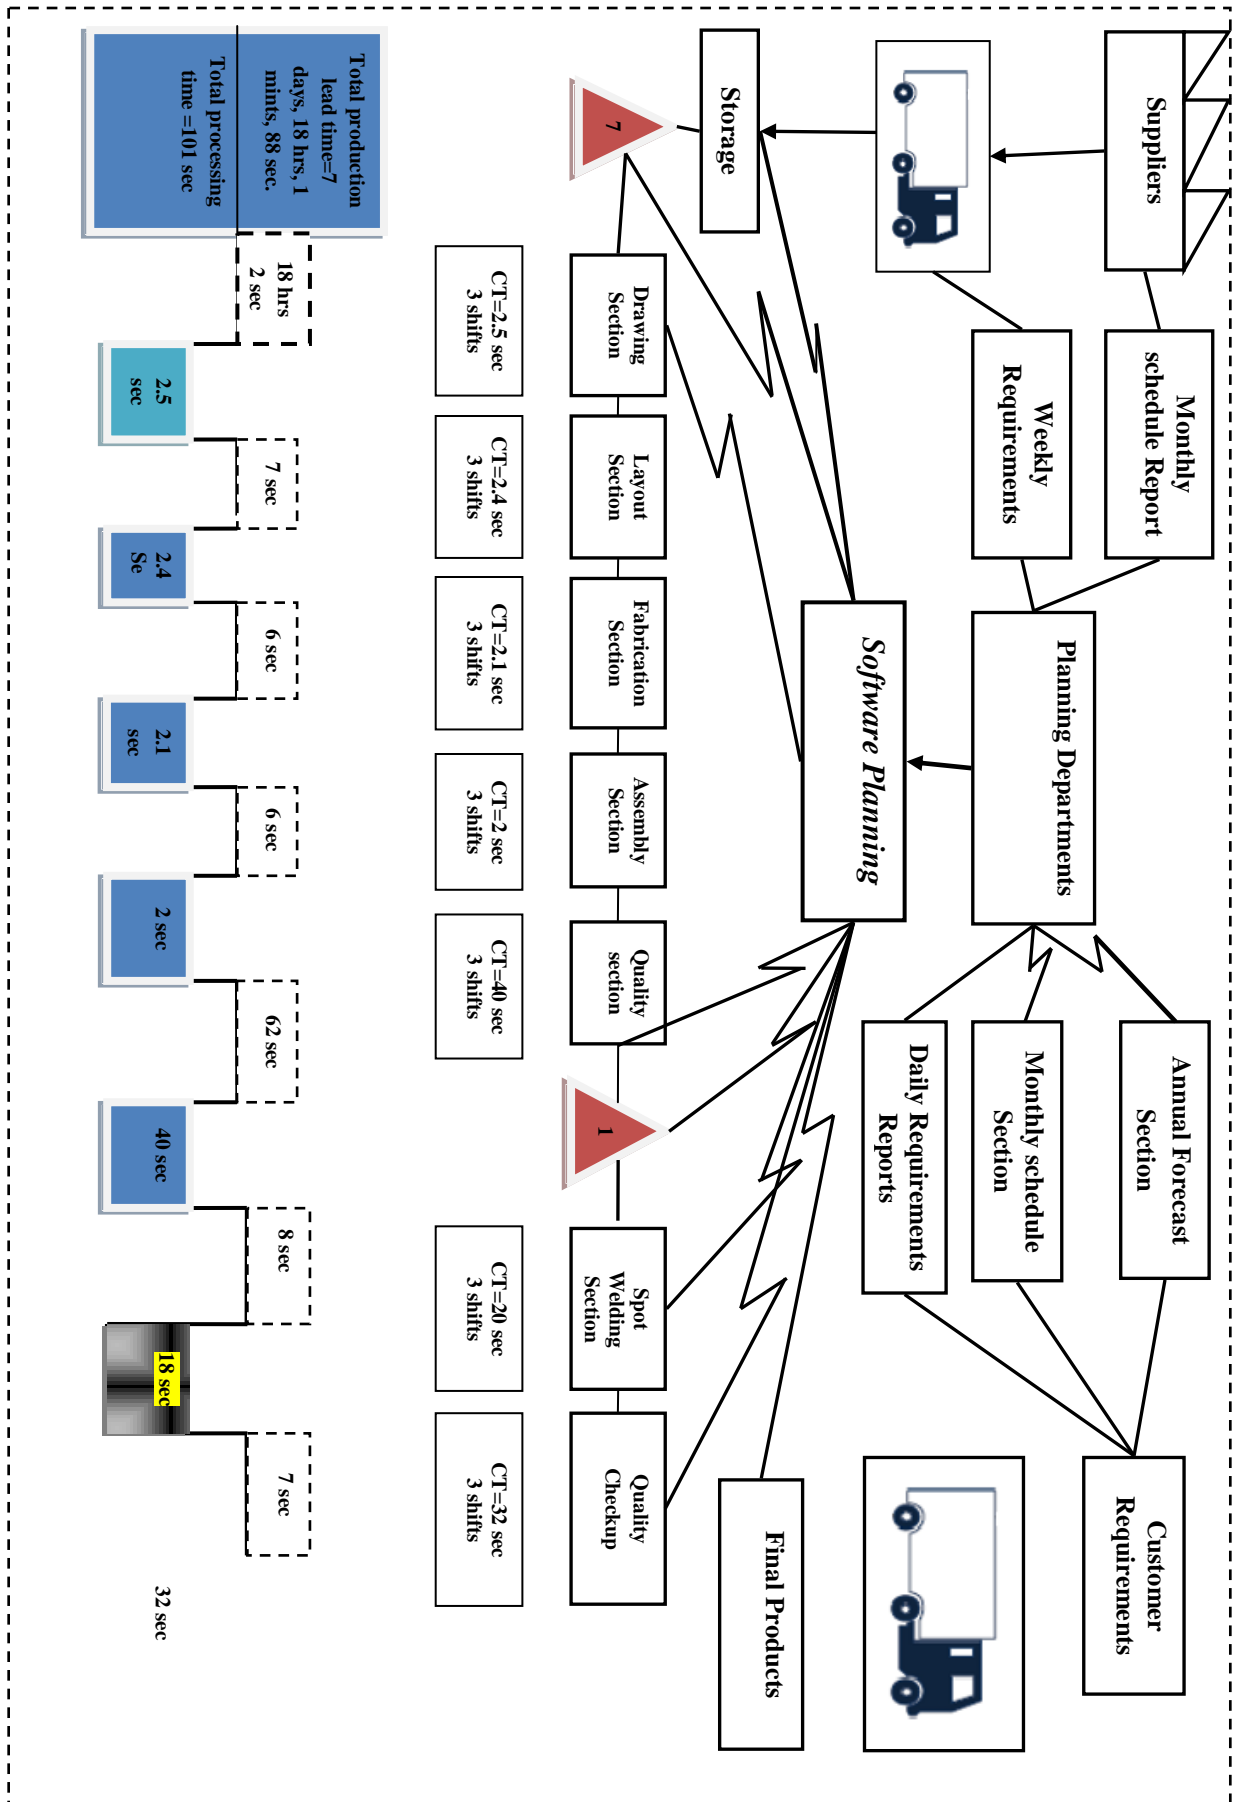 Suppliers
Monthly
schedule Report
Weekly
Requirements
Planning Departments
Annual Forecast
Section
Monthly schedule
Section
Daily Requirements
Reports
Customer
Requirements
Software Planning
Storage
Final Products
7
Drawing
Section
Layout
Section
Fabrication
Section
Assembly
Section
Quality
section
1
Spot
Welding
Section
Quality
Checkup
CT=2.5 sec
3 shifts
CT=2.4 sec
3 shifts
CT=2.1 sec
3 shifts
CT=2 sec
3 shifts
CT=40 sec
3 shifts
CT=20 sec
3 shifts
CT=32 sec
3 shifts
Total production
lead time=7
days, 18 hrs, 1
mints, 88 sec.
Total processing
time =101 sec
18 hrs
2 sec
7 sec
6 sec
6 sec
62 sec
8 sec
7 sec
2.5
sec
2.4
Se
2.1
sec
2 sec
40 sec
18 sec
32 sec